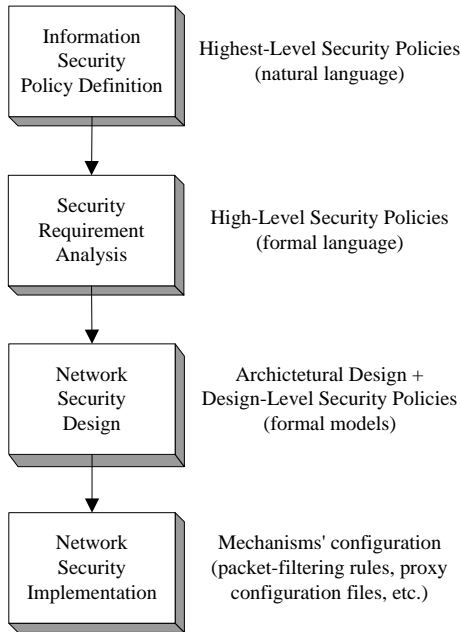 Information
Security
Policy Definition
Highest-Level Security Policies
(natural language)
Security
Requirement
Analysis
High-Level Security Policies
(formal language)
Network
Security
Design
Archictetural Design +
Design-Level Security Policies
(formal models)
Network
Security
Implementation
Mechanisms' configuration
(packet-filtering rules, proxy
configuration files, etc.)